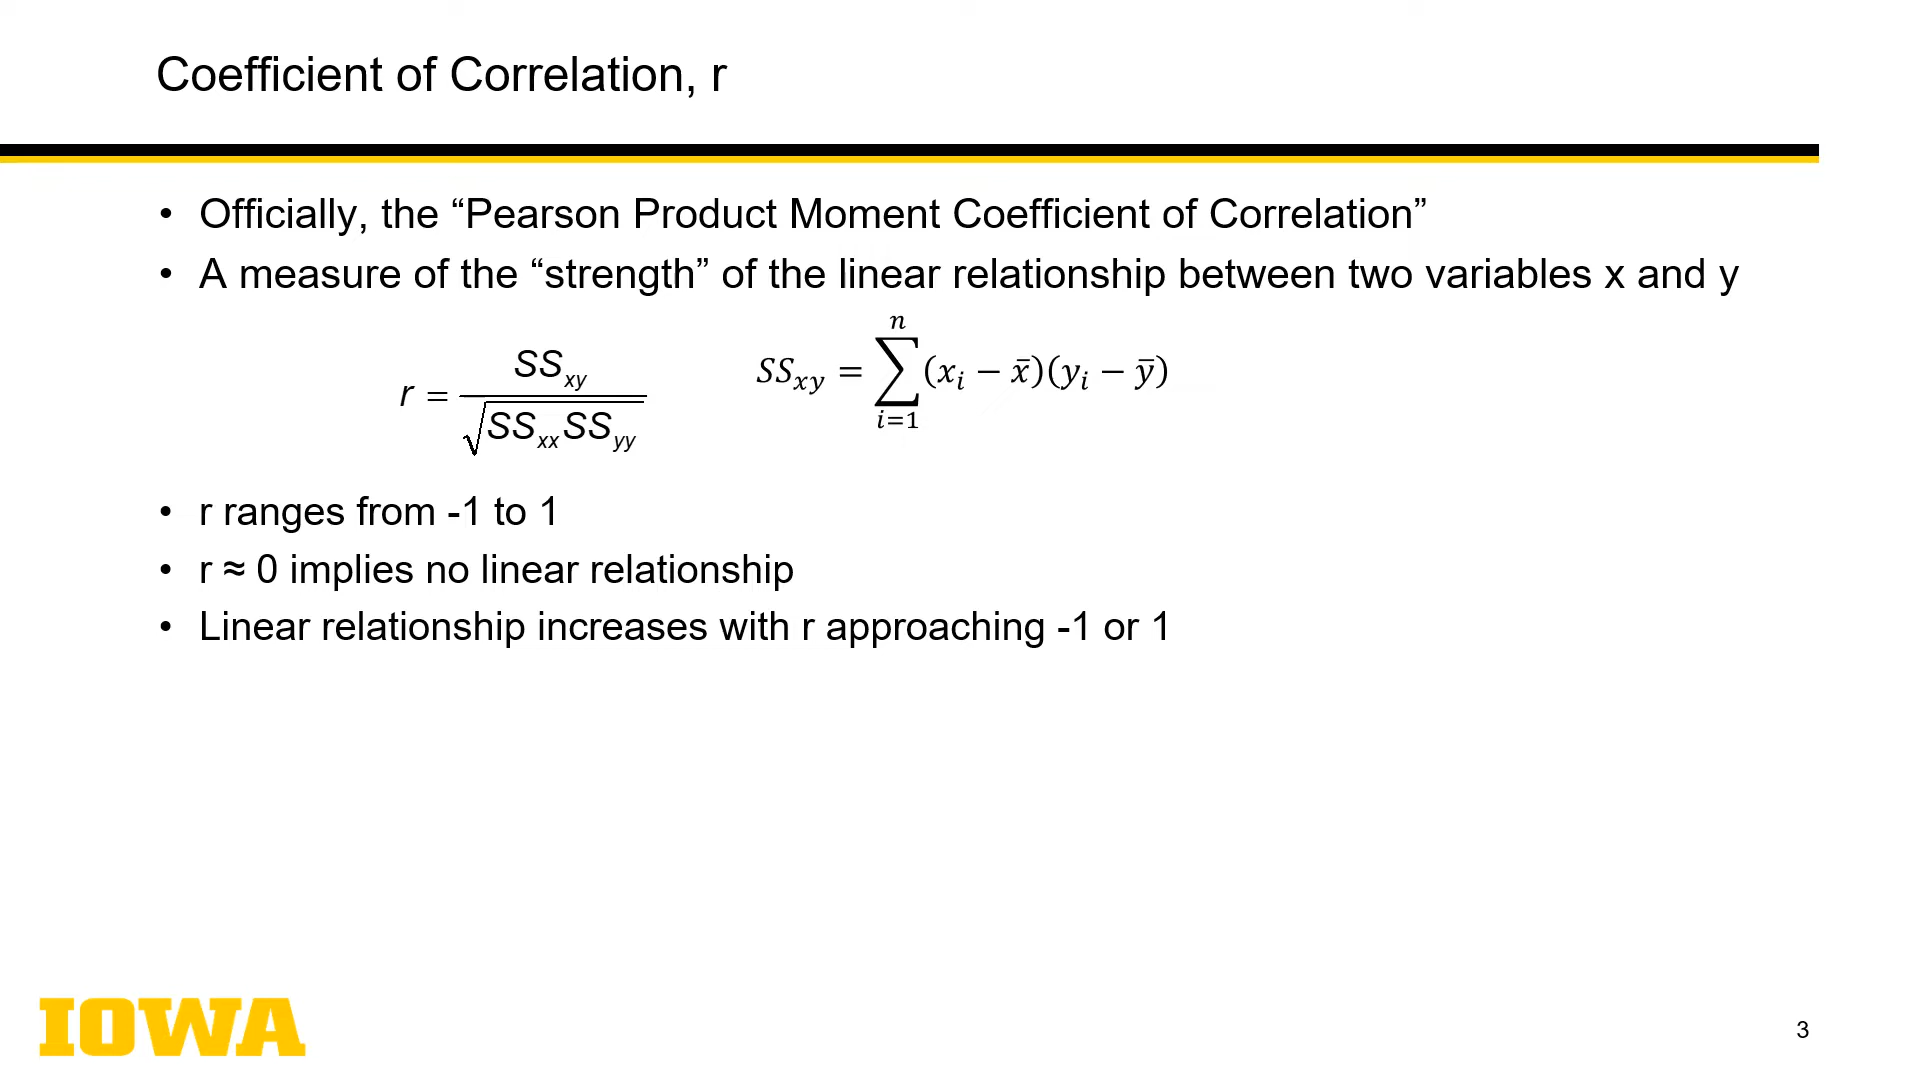 Coefficient of Correlation, r
• Officially, the “Pearson Product Moment Coefficient of Correlation”
• A measure of the “strength” of the linear relationship between two variables x and y
r = SS_xy / √(SS_xx SS_yy)
SS_xy = ∑_{i=1}^{n} (x_i − x̄)(y_i − ȳ)
• r ranges from -1 to 1
• r ≈ 0 implies no linear relationship
• Linear relationship increases with r approaching -1 or 1
IOWA
3